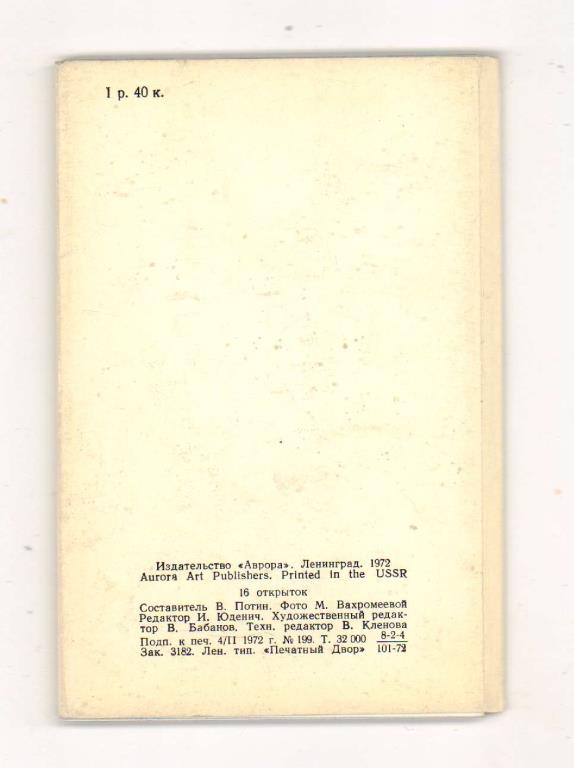 1 р. 40 к.
Издательство «Аврора». Ленинград. 1972
Aurora Art Publishers. Printed in the USSR
16 открыток
Составитель В. Потин. Фото М. Вахромеевой
Редактор И. Юденич. Художественный редак-
тор В. Бабанов. Техн. редактор В. Кленова
Подп. к печ. 4/II 1972 г. № 199. Т. 32 000 8-2-4
Зак. 3182. Лен. тип. «Печатный Двор» 101-72